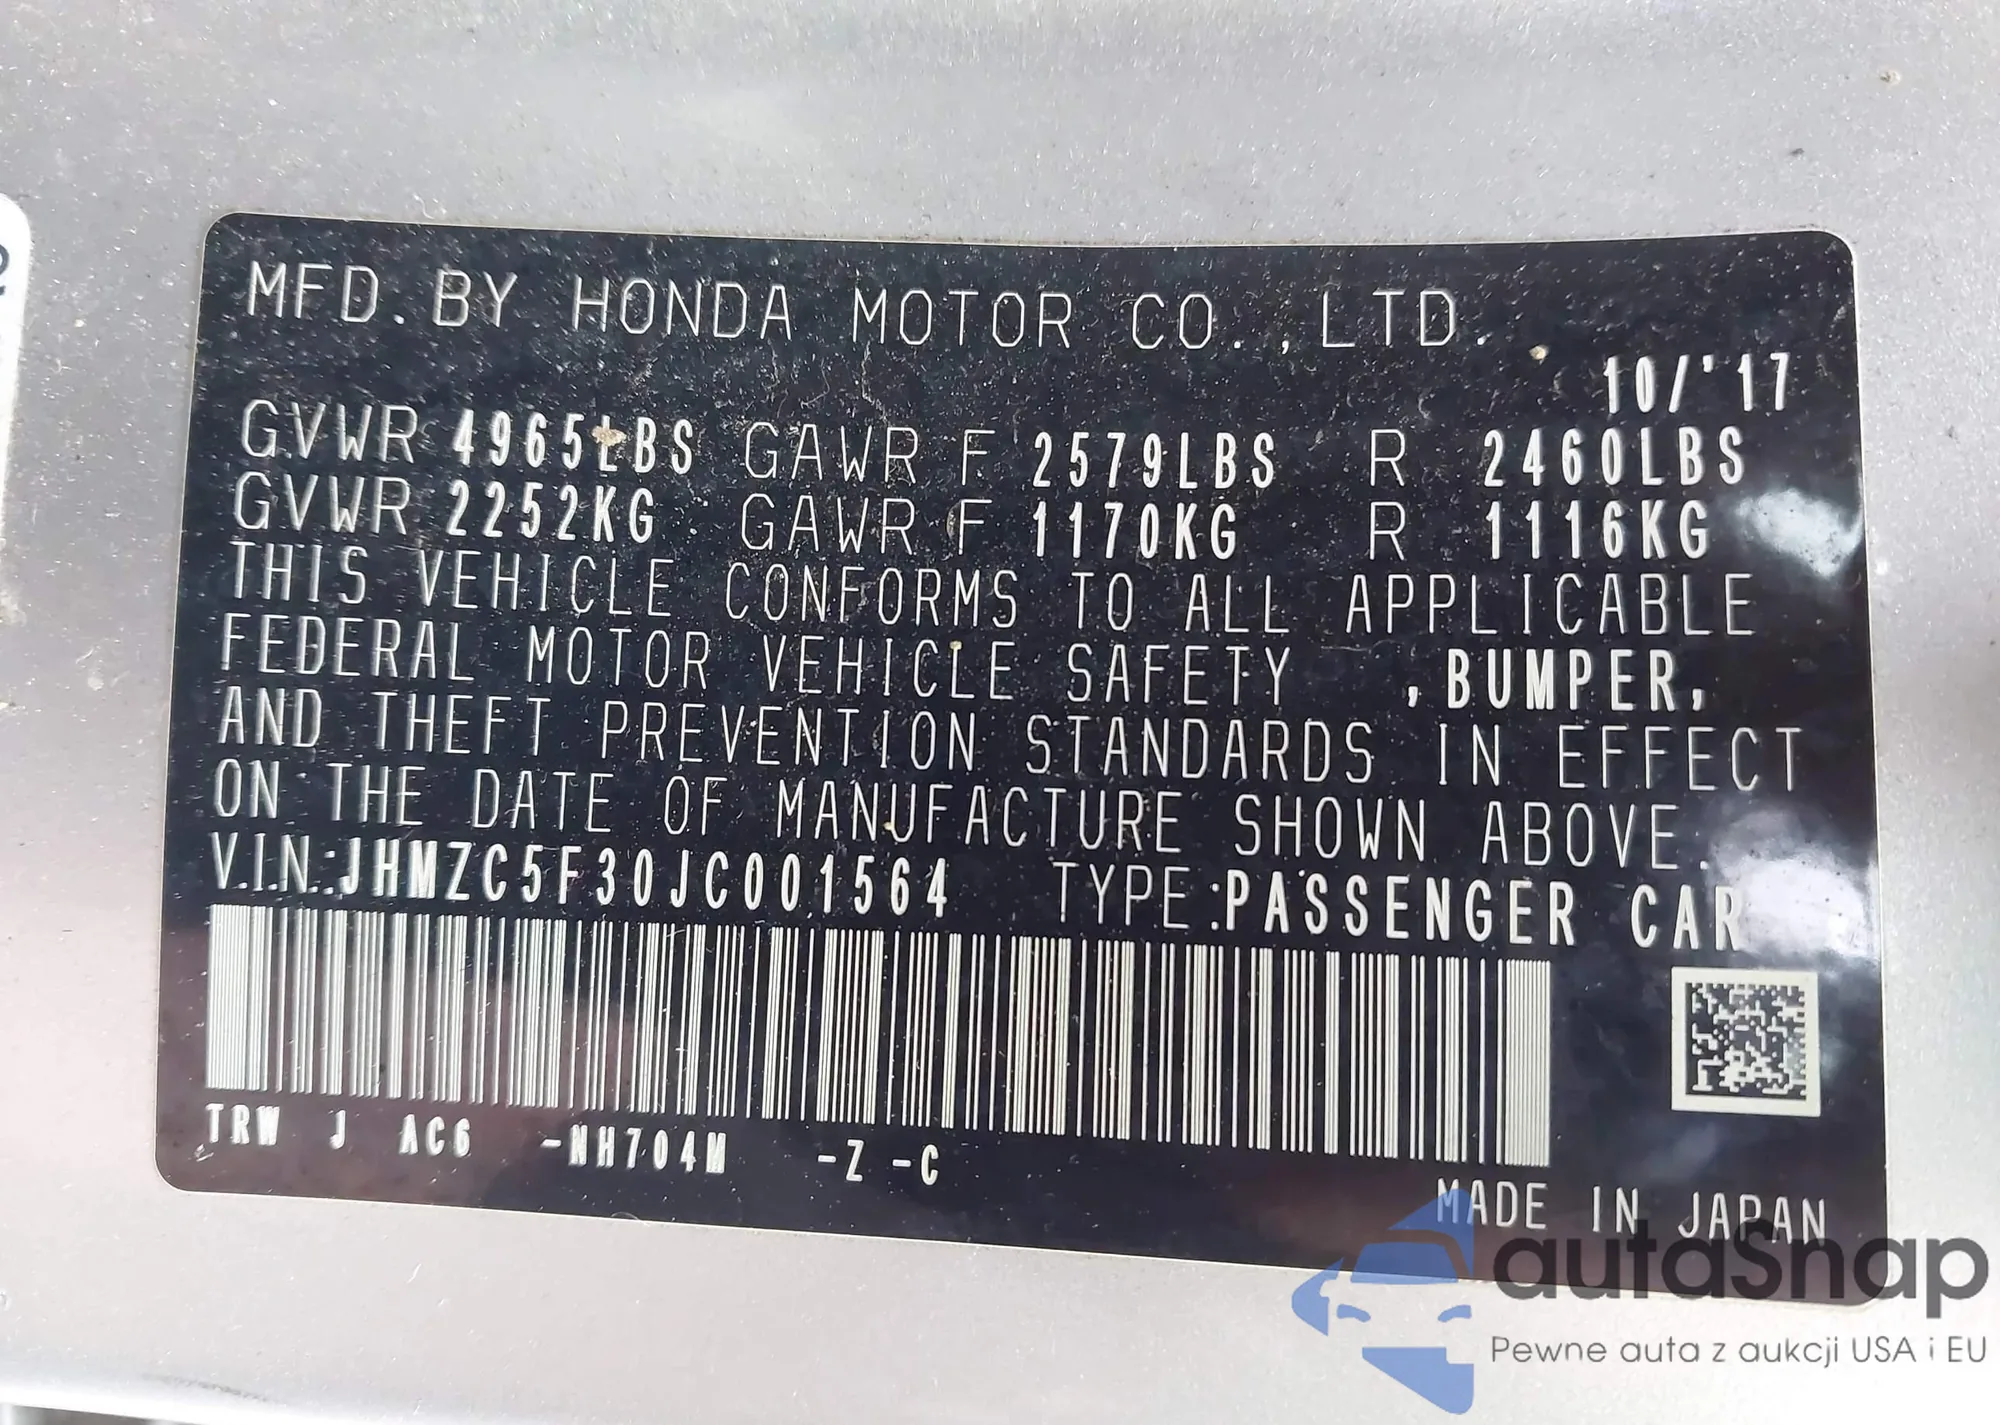 MFD. BY HONDA MOTOR CO.,LTD.
10/'17
GVWR 4965LBS GAWR F 2579LBS R 2460LBS
GVWR 2252KG GAWR F 1170KG R 1116KG
THIS VEHICLE CONFORMS TO ALL APPLICABLE
FEDERAL MOTOR VEHICLE SAFETY ,BUMPER,
AND THEFT PREVENTION STANDARDS IN EFFECT
ON THE DATE OF MANUFACTURE SHOWN ABOVE.
V.I.N.:JHMZC5F30JC001564 TYPE:PASSENGER CAR
TRW J AC6 -NH704M -Z -C
MADE IN JAPAN
autaSnap
Pewne auta z aukcji USA i EU